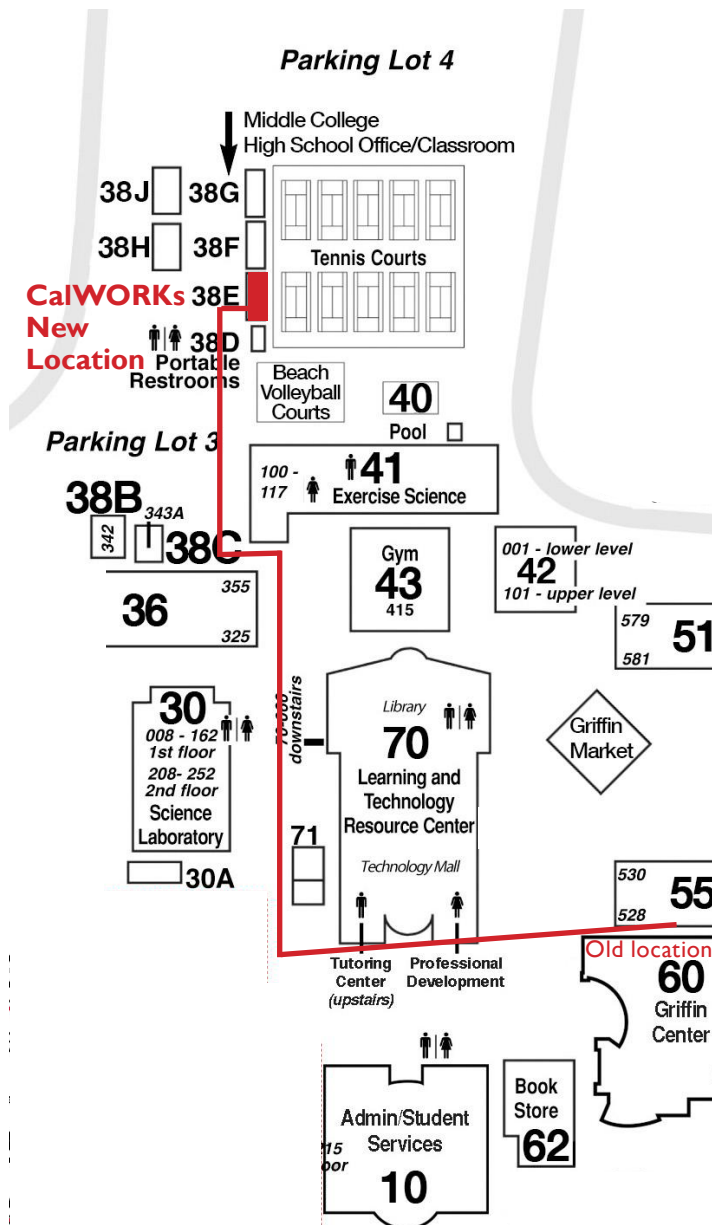 Parking Lot 4
Middle College
High School Office/Classroom
38J
38G
38H
38F
Tennis Courts
CalWORKs
New
Location
38E
38D
Portable
Restrooms
Beach
Volleyball
Courts
40
Pool
Parking Lot 3
100 -
117
41
Exercise Science
38B
343A
342
38C
Gym
43
415
001 - lower level
42
101 - upper level
36
355
325
579
51
581
30
008 - 162
1st floor
208- 252
2nd floor
Science
Laboratory
downstairs
Library
70
Learning and
Technology
Resource Center
Griffin
Market
71
30A
Technology Mall
530
55
528
Old location
Tutoring
Center
(upstairs)
Professional
Development
60
Griffin
Center
Admin/Student
Services
10
Book
Store
62